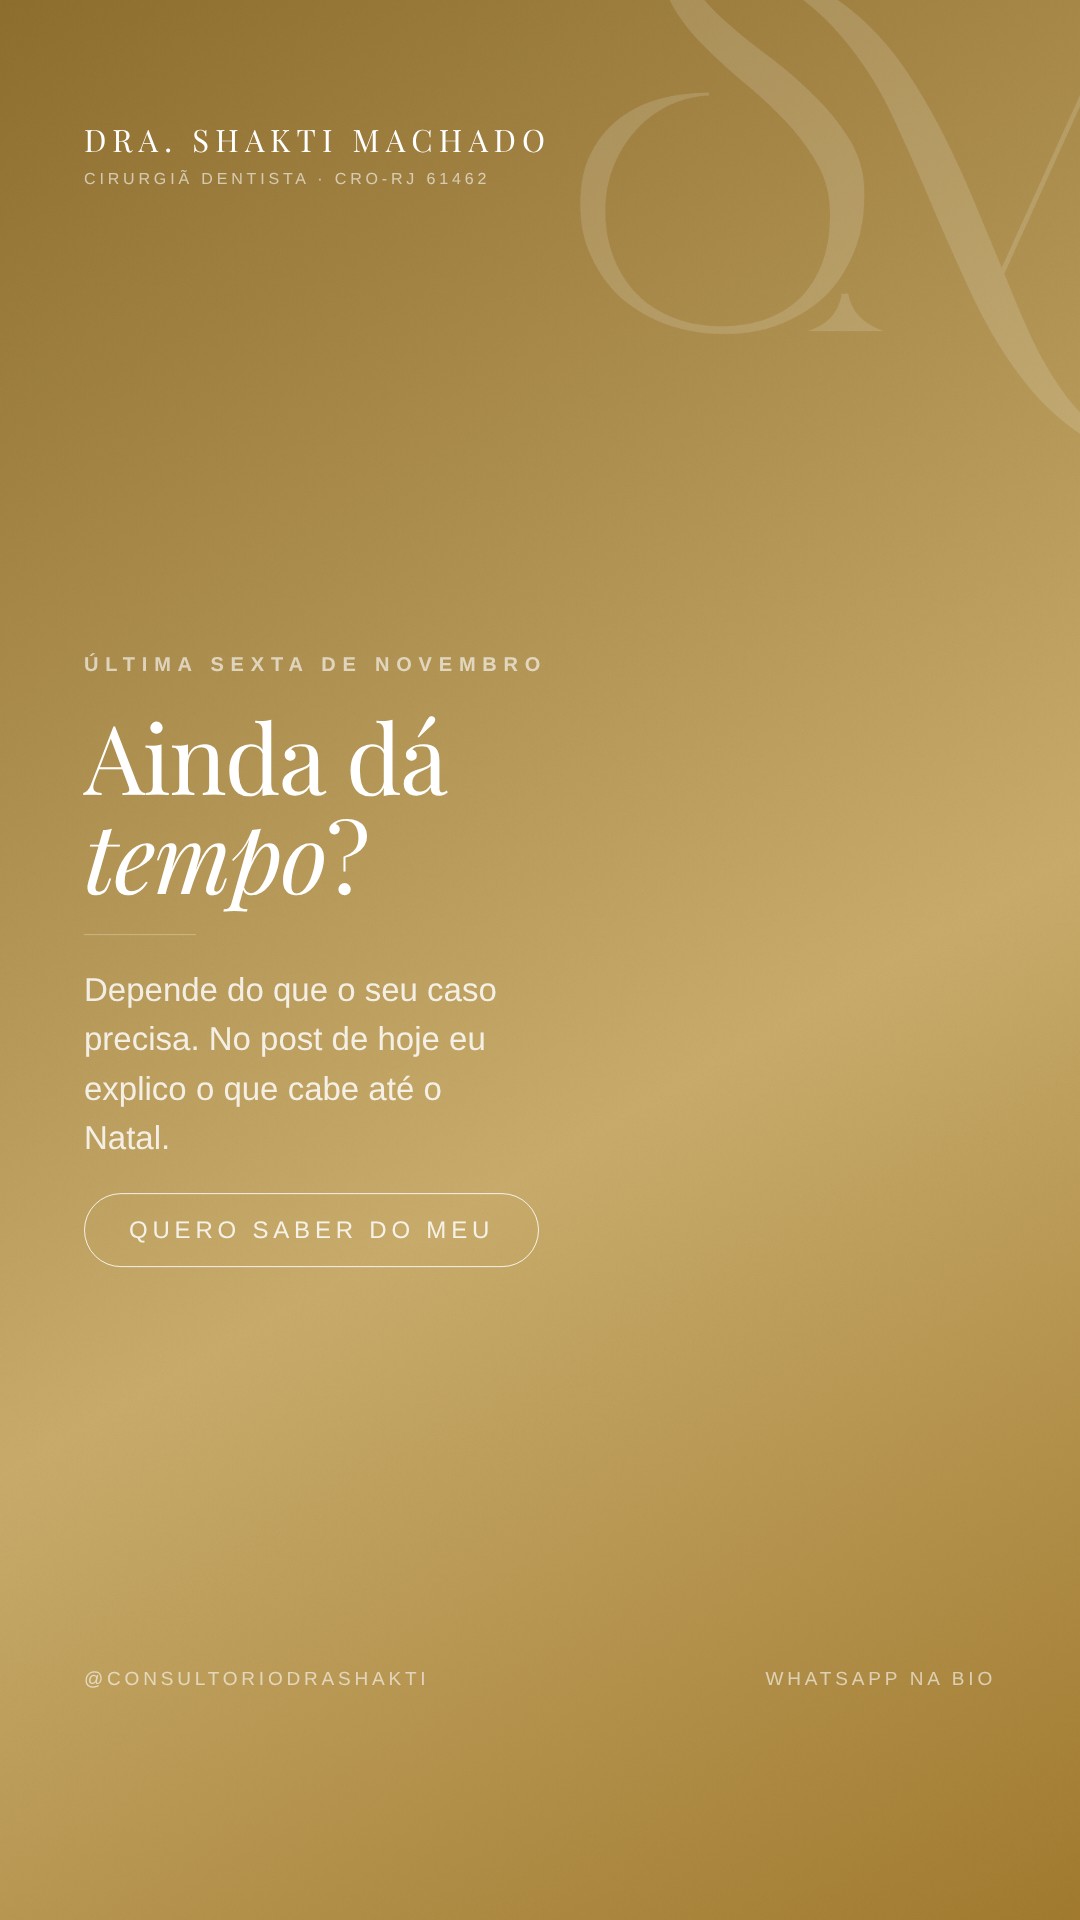 DRA. SHAKTI MACHADO
CIRURGIÃ DENTISTA · CRO-RJ 61462
ÚLTIMA SEXTA DE NOVEMBRO
Ainda dá
tempo?
Depende do que o seu caso
precisa. No post de hoje eu
explico o que cabe até o
Natal.
QUERO SABER DO MEU
@CONSULTORIODRASHAKTI
WHATSAPP NA BIO